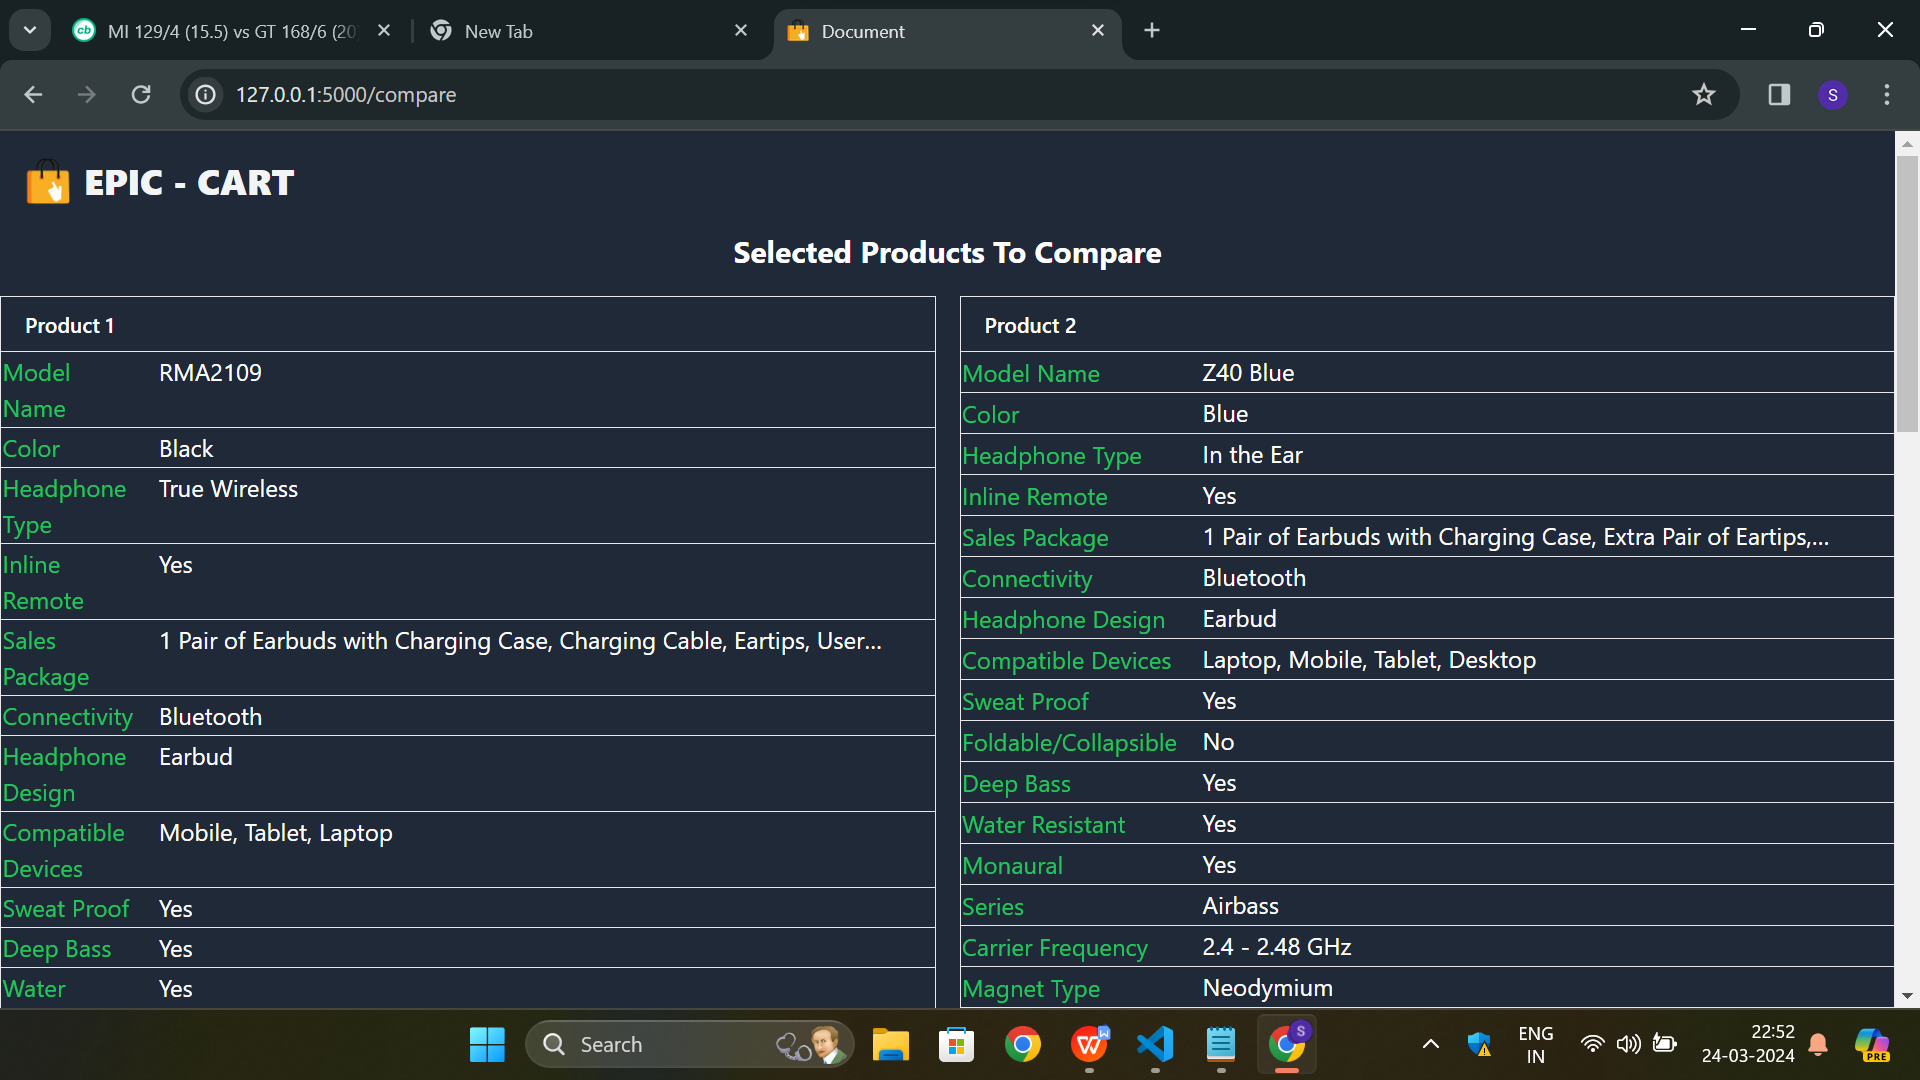 MI 129/4 (15.5) vs GT 168/6 (20
New Tab
Document
127.0.0.1:5000/compare
S
EPIC - CART
Selected Products To Compare
Product 1
Model Name RMA2109
Color Black
Headphone Type True Wireless
Inline Remote Yes
Sales Package 1 Pair of Earbuds with Charging Case, Charging Cable, Eartips, User...
Connectivity Bluetooth
Headphone Design Earbud
Compatible Devices Mobile, Tablet, Laptop
Sweat Proof Yes
Deep Bass Yes
Water Yes
Product 2
Model Name Z40 Blue
Color Blue
Headphone Type In the Ear
Inline Remote Yes
Sales Package 1 Pair of Earbuds with Charging Case, Extra Pair of Eartips,...
Connectivity Bluetooth
Headphone Design Earbud
Compatible Devices Laptop, Mobile, Tablet, Desktop
Sweat Proof Yes
Foldable/Collapsible No
Deep Bass Yes
Water Resistant Yes
Monaural Yes
Series Airbass
Carrier Frequency 2.4 - 2.48 GHz
Magnet Type Neodymium
Search
ENG
IN
22:52
24-03-2024
PRE